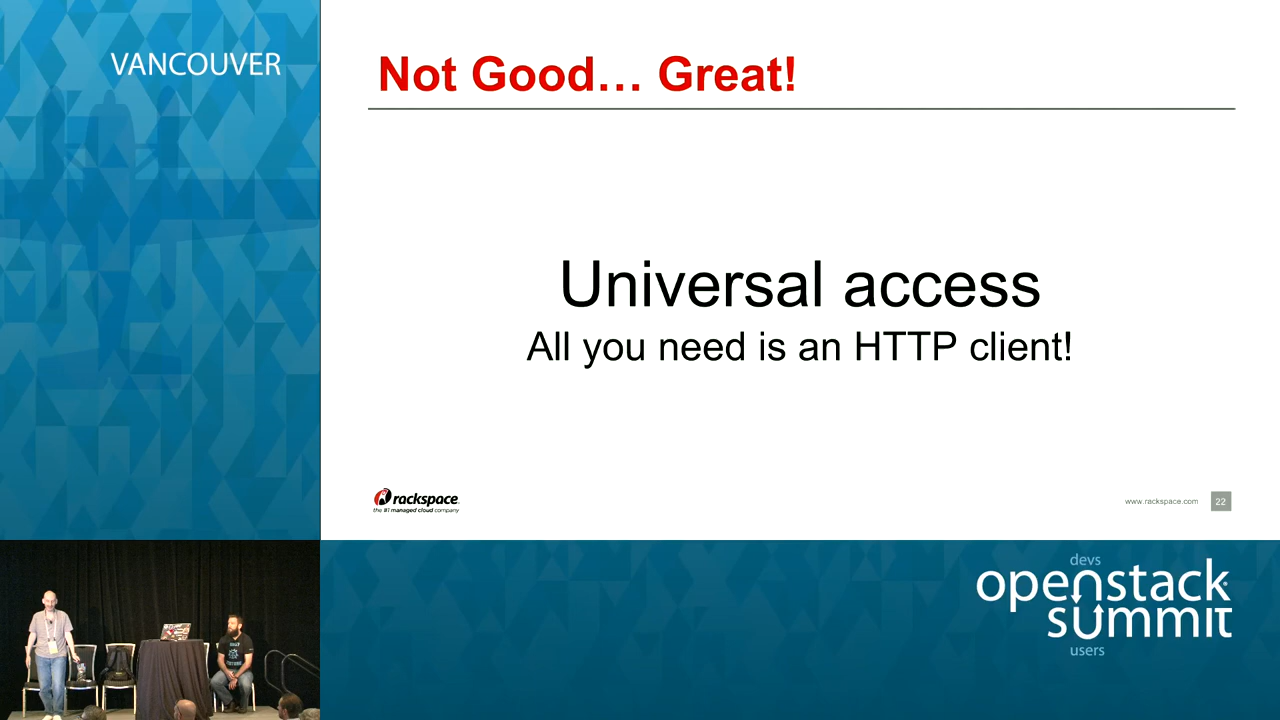 VANCOUVER
Not Good… Great!
Universal access
All you need is an HTTP client!
rackspace
the #1 managed cloud company
www.rackspace.com
22
devs
openstack
summit
users